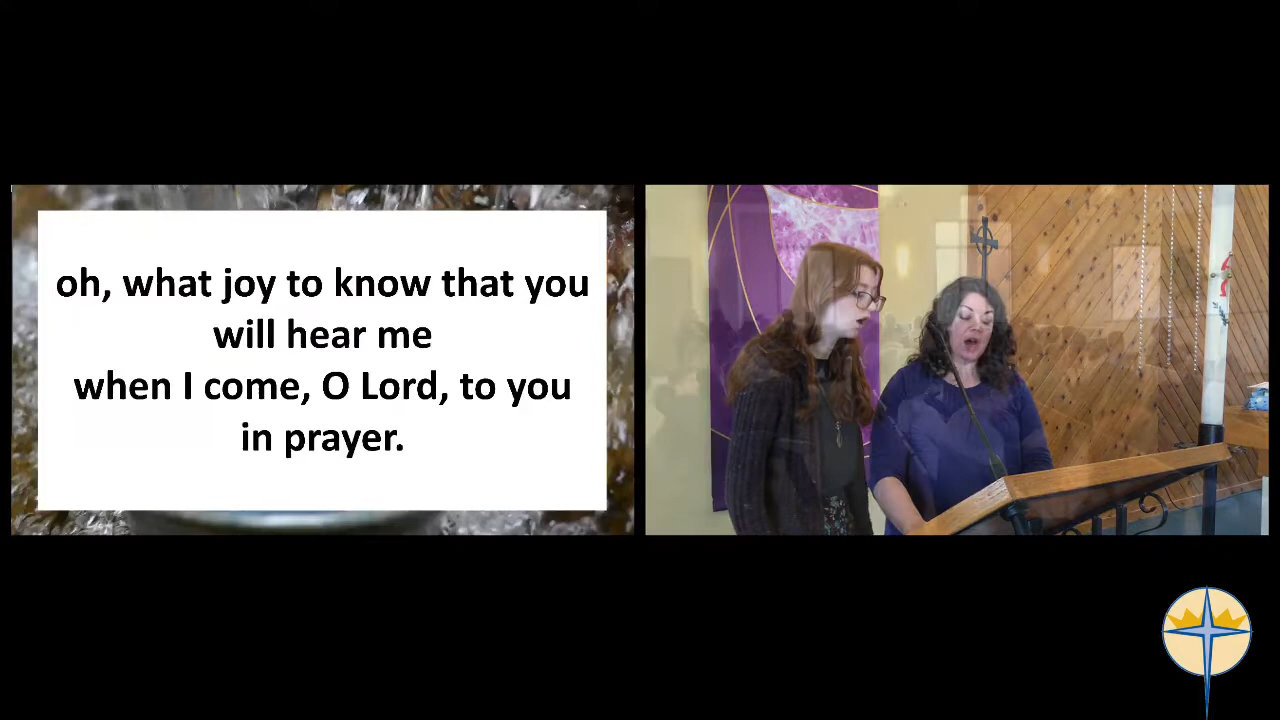 oh, what joy to know that you
will hear me
when I come, O Lord, to you
in prayer.